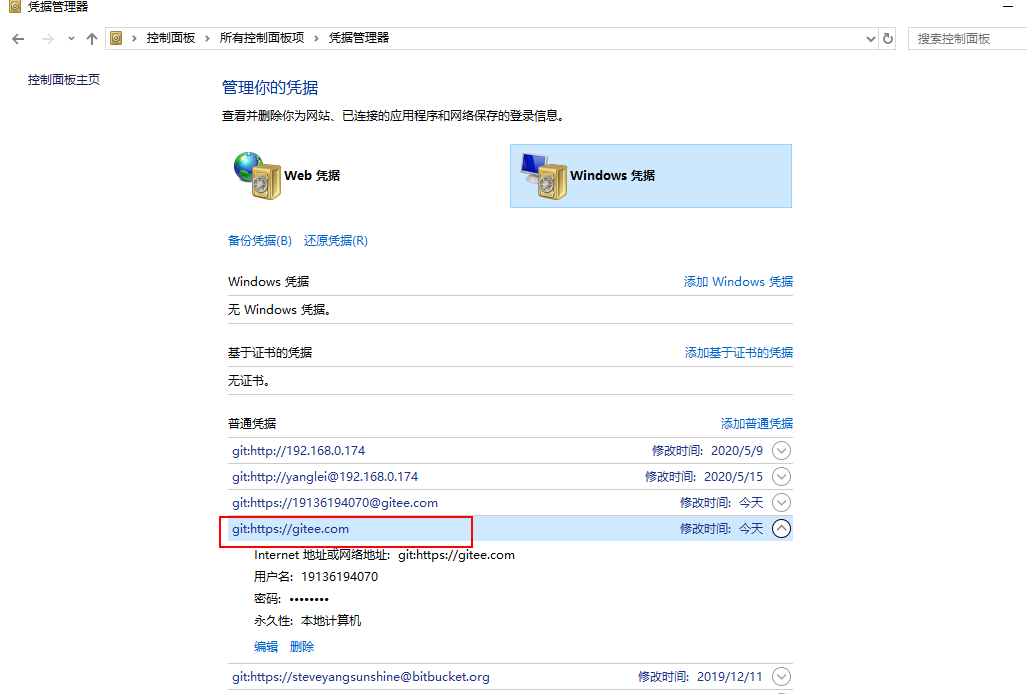 凭据管理器
控制面板 › 所有控制面板项 › 凭据管理器
搜索控制面板
控制面板主页
管理你的凭据
查看并删除你为网站、已连接的应用程序和网络保存的登录信息。
Web 凭据
Windows 凭据
备份凭据(B) 还原凭据(R)
Windows 凭据 添加 Windows 凭据
无 Windows 凭据。
基于证书的凭据 添加基于证书的凭据
无证书。
普通凭据 添加普通凭据
git:http://192.168.0.174 修改时间: 2020/5/9
git:http://yanglei@192.168.0.174 修改时间: 2020/5/15
git:https://19136194070@gitee.com 修改时间: 今天
git:https://gitee.com 修改时间: 今天
Internet 地址或网络地址: git:https://gitee.com
用户名: 19136194070
密码: ••••••••
永久性: 本地计算机
编辑 删除
git:https://steveyangsunshine@bitbucket.org 修改时间: 2019/12/11